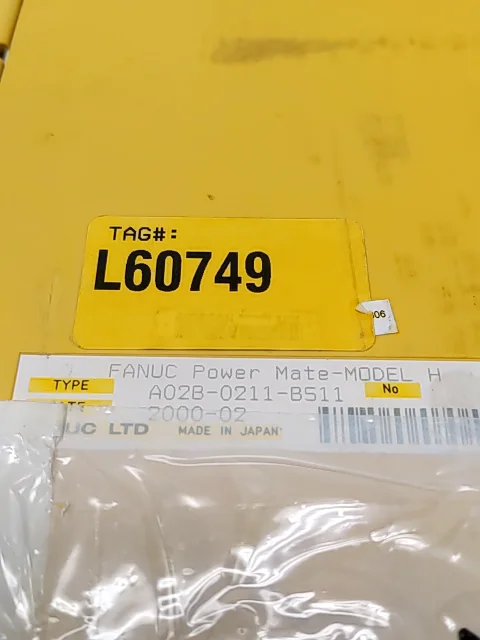 TAG#:
L60749
06
FANUC Power Mate-MODEL H
TYPE A02B-0211-B511 No
2000-02
UC LTD MADE IN JAPAN